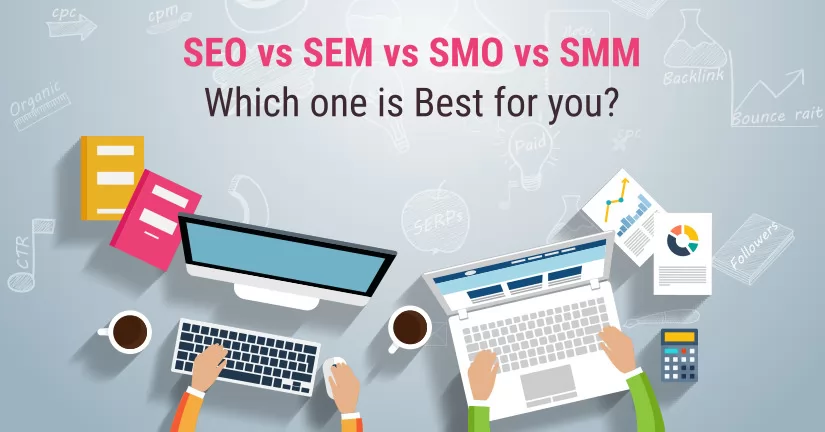 SEO vs SEM vs SMO vs SMM
Which one is Best for you?
cpc
cpm
Organic
Backlink
Bounce rait
Paid
cpc
SERPs
CTR
Followers